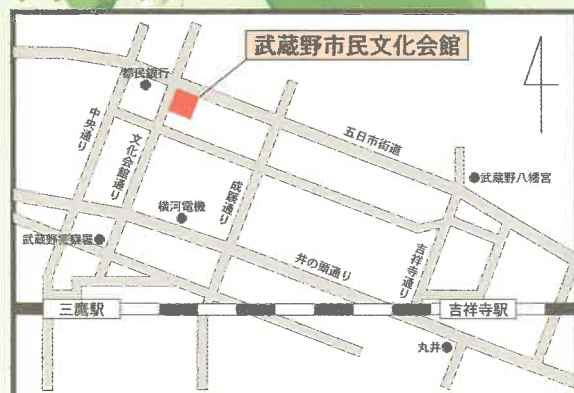 武蔵野市民文化会館
都民銀行
中央通り
文化会館通り
成蹊通り
五日市街道
武蔵野八幡宮
横河電機
武蔵野警察署
井の頭通り
吉祥寺通り
三鷹駅
吉祥寺駅
丸井